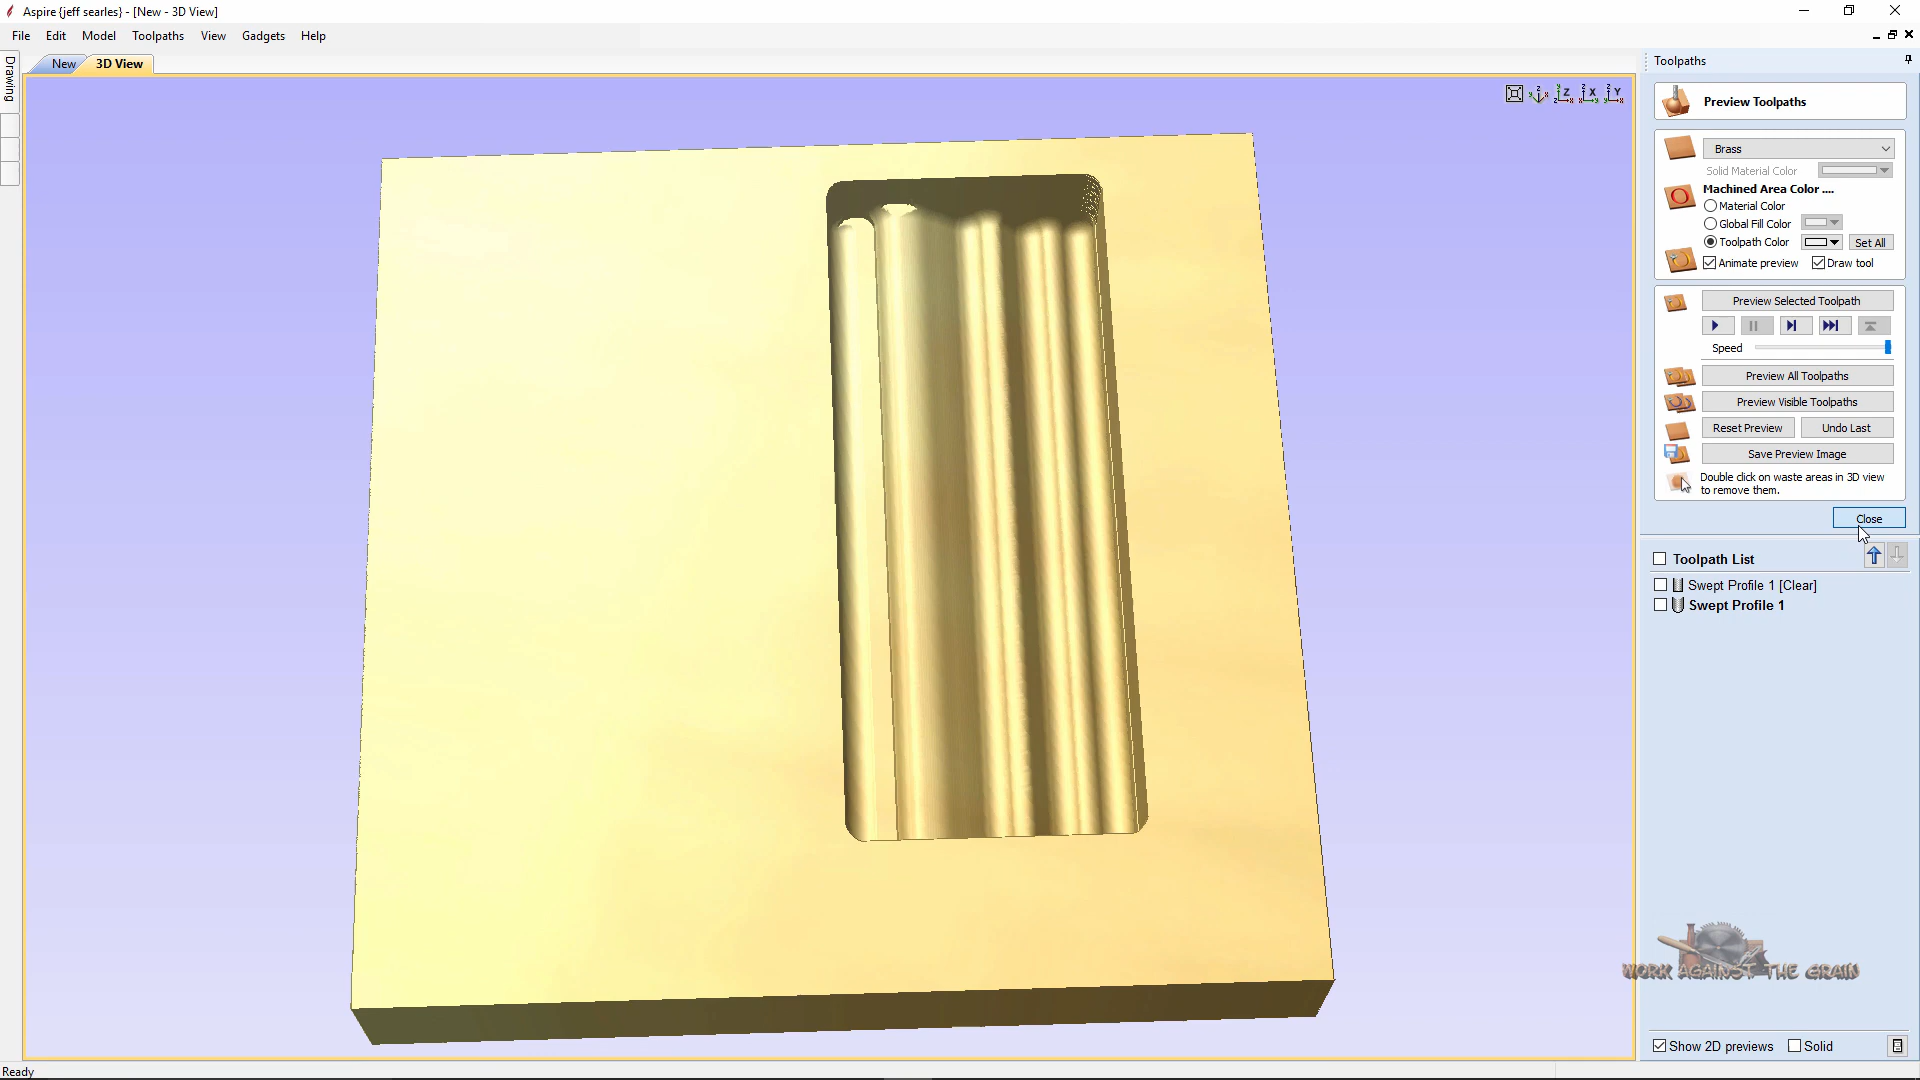 Aspire {jeff searles} - [New - 3D View]
File Edit Model Toolpaths View Gadgets Help
Drawing
New 3D View
Z Z X Y
Toolpaths
Preview Toolpaths
Brass
Solid Material Color
Machined Area Color ....
Material Color
Global Fill Color
Toolpath Color Set All
Animate preview Draw tool
Preview Selected Toolpath
Speed
Preview All Toolpaths
Preview Visible Toolpaths
Reset Preview Undo Last
Save Preview Image
Double click on waste areas in 3D view
to remove them.
Close
Toolpath List
Swept Profile 1 [Clear]
Swept Profile 1
WORK AGAINST THE GRAIN
Show 2D previews Solid
Ready